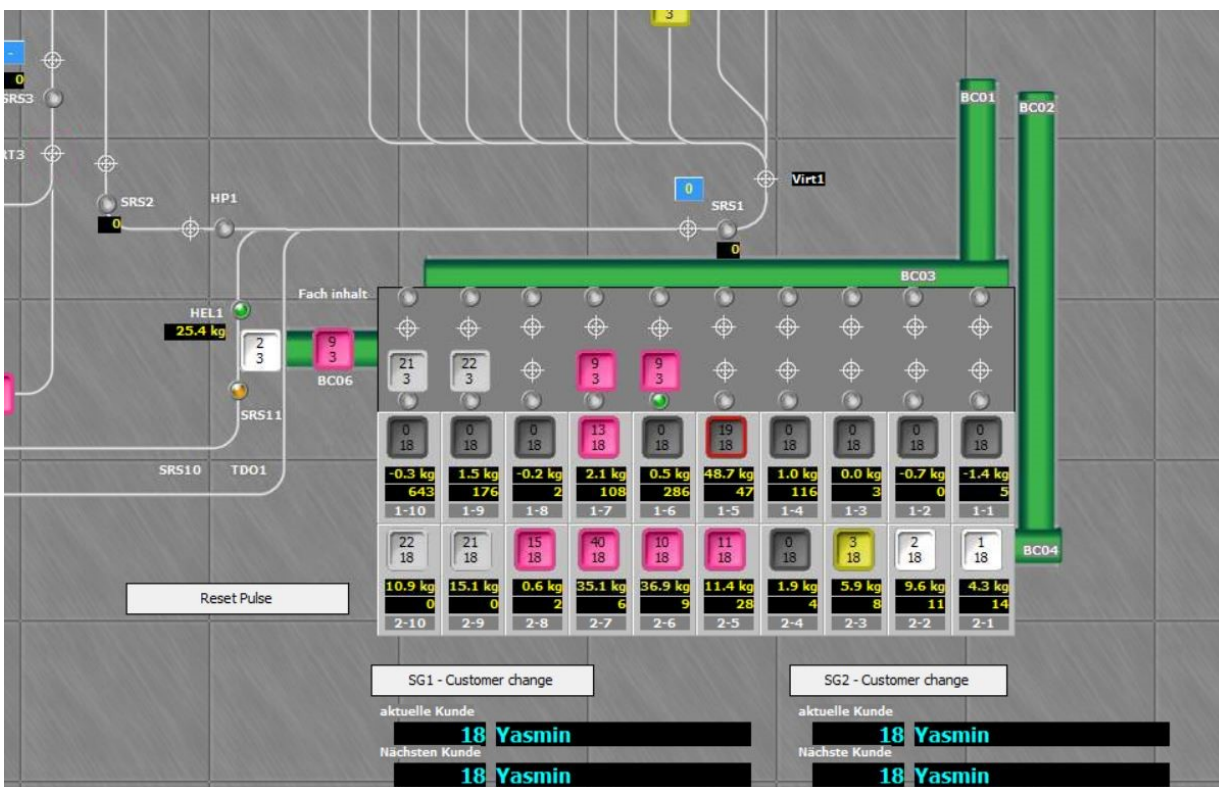 3
-
0
SRS3
BC01
BC02
RT3
Virt1
0
SRS2
HP1
SRS1
0
0
BC03
Fach inhalt
HEL1
25.4 kg
2
3
9
3
BC06
21
3
22
3
9
3
9
3
SRS11
0 0 0 13 0 19 0 0 0 0
18 18 18 18 18 18 18 18 18 18
SRS10 TDO1
-0.3 kg 1.5 kg -0.2 kg 2.1 kg 0.5 kg 48.7 kg 1.0 kg 0.0 kg -0.7 kg -1.4 kg
643 176 2 108 286 47 116 3 0 5
1-10 1-9 1-8 1-7 1-6 1-5 1-4 1-3 1-2 1-1
22 21 15 40 10 11 0 3 2 1
18 18 18 18 18 18 18 18 18 18
BC04
10.9 kg 15.1 kg 0.6 kg 35.1 kg 36.9 kg 11.4 kg 1.9 kg 5.9 kg 9.6 kg 4.3 kg
0 0 2 6 9 28 4 8 11 14
2-10 2-9 2-8 2-7 2-6 2-5 2-4 2-3 2-2 2-1
Reset Pulse
SG1 - Customer change
SG2 - Customer change
aktuelle Kunde
aktuelle Kunde
18 Yasmin
18 Yasmin
Nächsten Kunde
Nächste Kunde
18 Yasmin
18 Yasmin